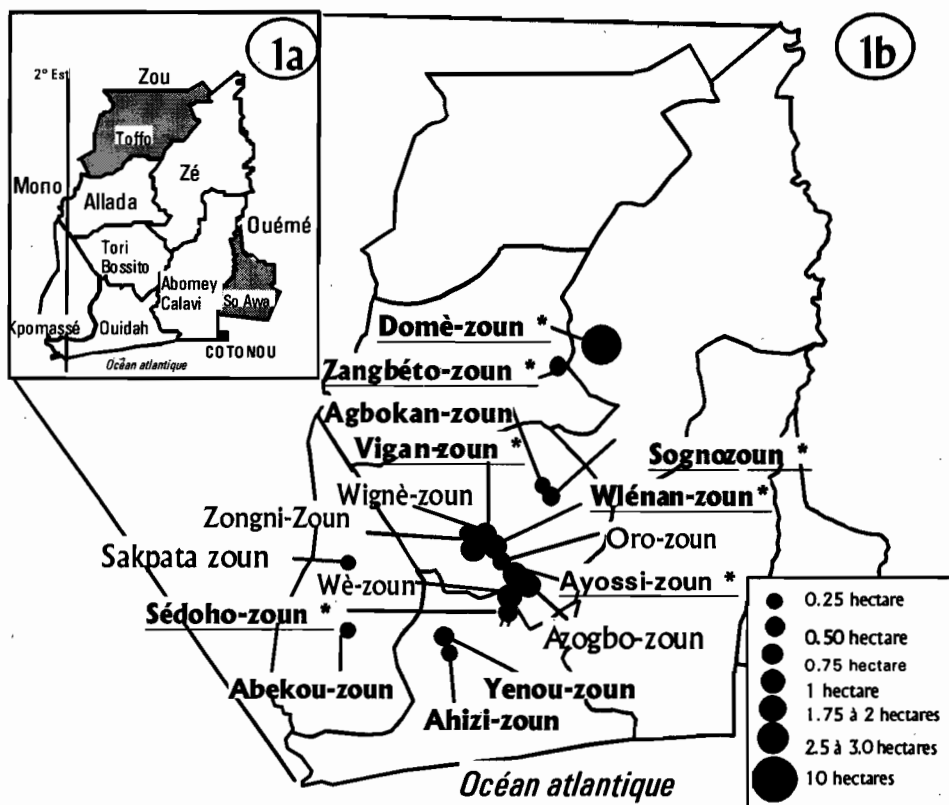 1a
2° Est
Zou
Toffo
Zé
Mono
Allada
Ouémé
Tori
Bossito
Abomey
Calavi
So Awa
Kpomassé
Ouidah
COTONOU
Océan atlantique
1b
Domè-zoun *
Zangbéto-zoun *
Agbokan-zoun
Vigan-zoun *
Sognozoun *
Wignè-zoun
Wlénan-zoun*
Zongni-Zoun
Oro-zoun
Sakpata zoun
Wè-zoun
Ayossi-zoun *
Sédoho-zoun *
Azogbo-zoun
Abekou-zoun
Yenou-zoun
Ahizi-zoun
Océan atlantique
0.25 hectare
0.50 hectare
0.75 hectare
1 hectare
1.75 à 2 hectares
2.5 à 3.0 hectares
10 hectares